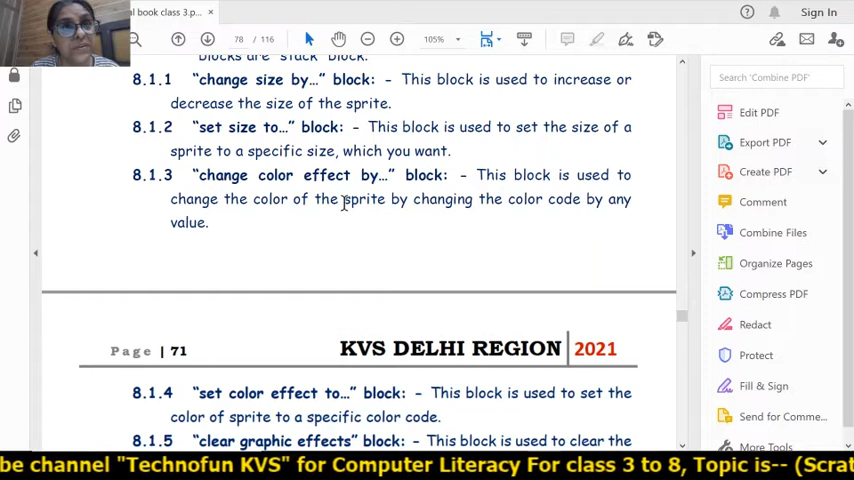 al book class 3.p... ×
Sign In
78 / 116
105%
blocks are "stack" block.
8.1.1 "change size by..." block: - This block is used to increase or
decrease the size of the sprite.
8.1.2 "set size to..." block: - This block is used to set the size of a
sprite to a specific size, which you want.
8.1.3 "change color effect by..." block: - This block is used to
change the color of the sprite by changing the color code by any
value.
Page | 71 KVS DELHI REGION 2021
8.1.4 "set color effect to..." block: - This block is used to set the
color of sprite to a specific color code.
8.1.5 "clear graphic effects" block: - This block is used to clear the
Search 'Combine PDF'
Edit PDF
Export PDF
Create PDF
Comment
Combine Files
Organize Pages
Compress PDF
Redact
Protect
Fill & Sign
Send for Comme...
More Tools
be channel "Technofun KVS" for Computer Literacy For class 3 to 8, Topic is-- (Scrat